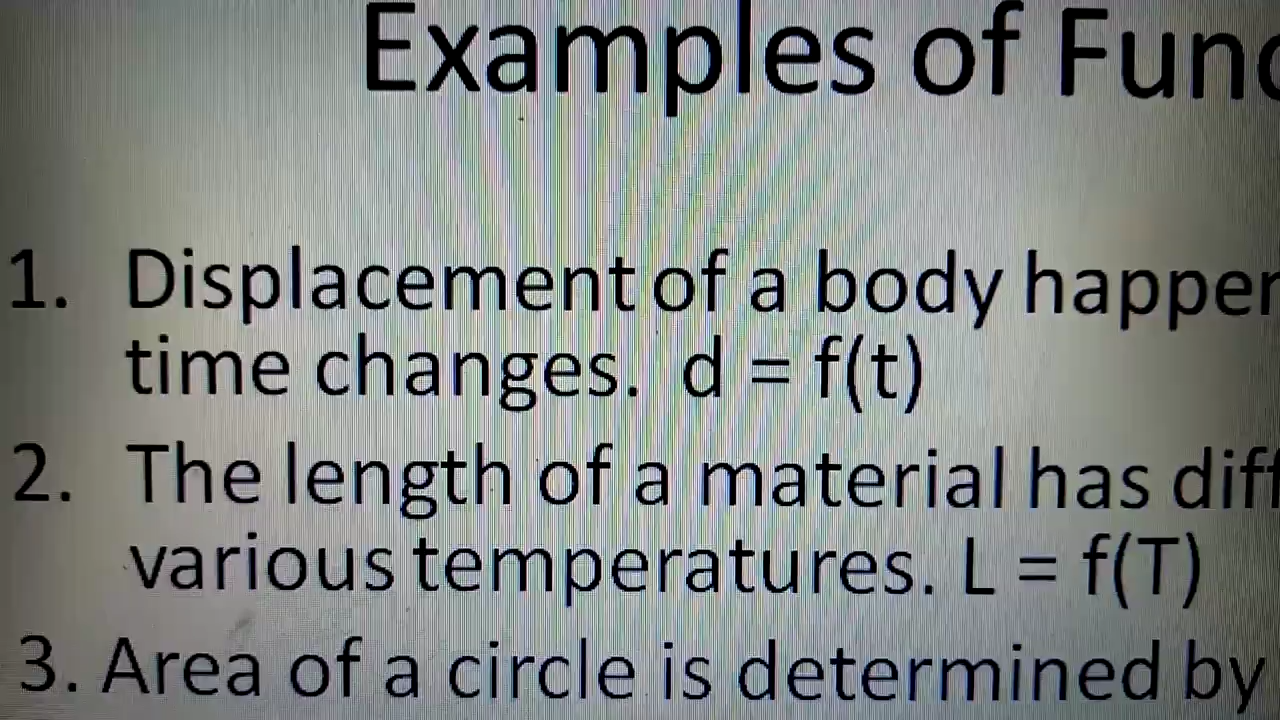 Examples of Func
1. Displacement of a body happen
time changes. d = f(t)
2. The length of a material has diff
various temperatures. L = f(T)
3. Area of a circle is determined by